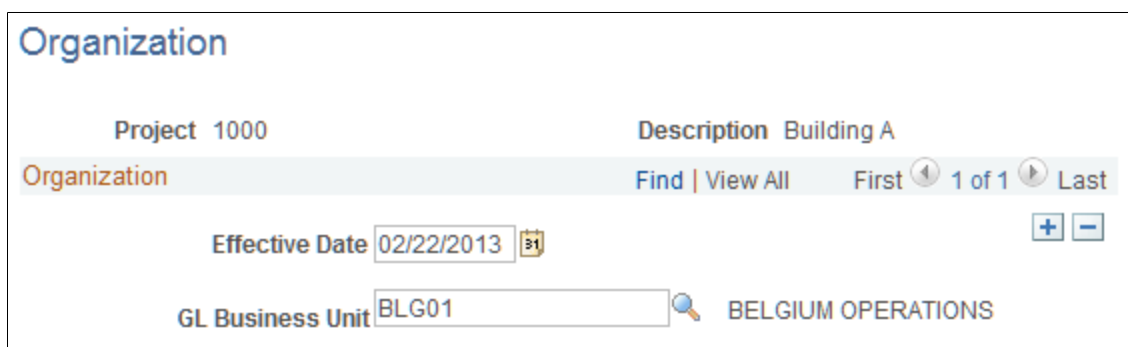 Organization
Project 1000 Description Building A
Organization Find | View All First 1 of 1 Last
Effective Date 02/22/2013 31
GL Business Unit BLG01 BELGIUM OPERATIONS